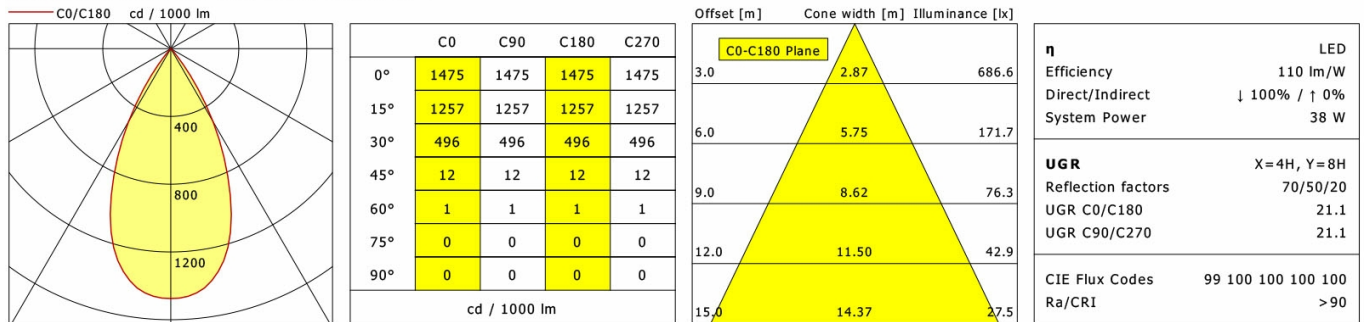 C0/C180 cd / 1000 lm
400
800
1200
C0 C90 C180 C270
0° 1475 1475 1475 1475
15° 1257 1257 1257 1257
30° 496 496 496 496
45° 12 12 12 12
60° 1 1 1 1
75° 0 0 0 0
90° 0 0 0 0
cd / 1000 lm
Offset [m] Cone width [m] Illuminance [lx]
C0-C180 Plane
3.0 2.87 686.6
6.0 5.75 171.7
9.0 8.62 76.3
12.0 11.50 42.9
15.0 14.37 27.5
η LED
Efficiency 110 lm/W
Direct/Indirect ↓ 100% / ↑ 0%
System Power 38 W
UGR X=4H, Y=8H
Reflection factors 70/50/20
UGR C0/C180 21.1
UGR C90/C270 21.1
CIE Flux Codes 99 100 100 100 100
Ra/CRI >90